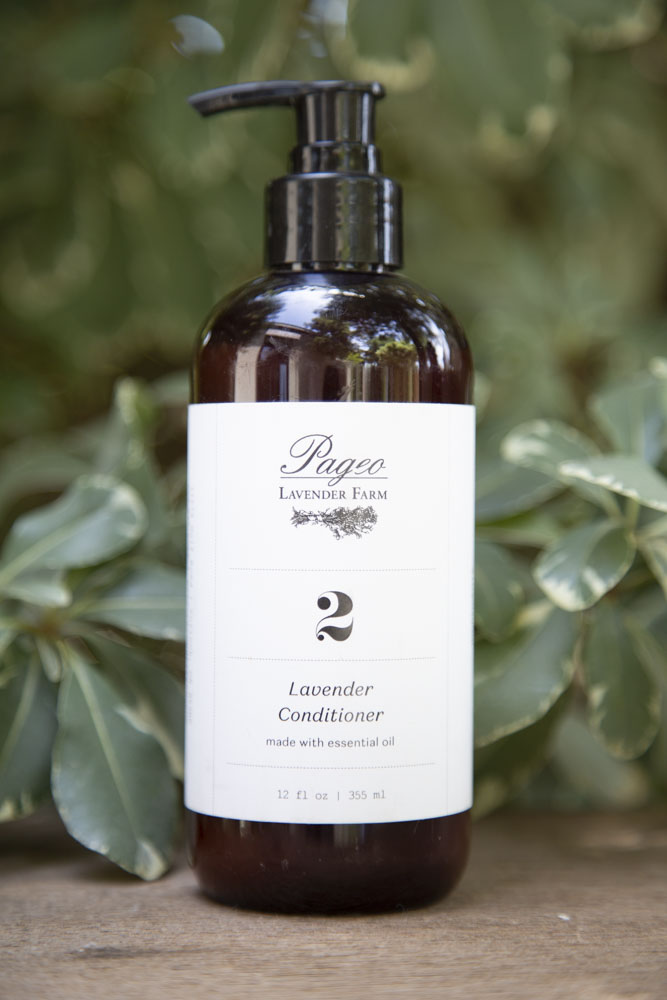 Pageo
LAVENDER FARM
2
Lavender
Conditioner
made with essential oil
12 fl oz | 355 ml